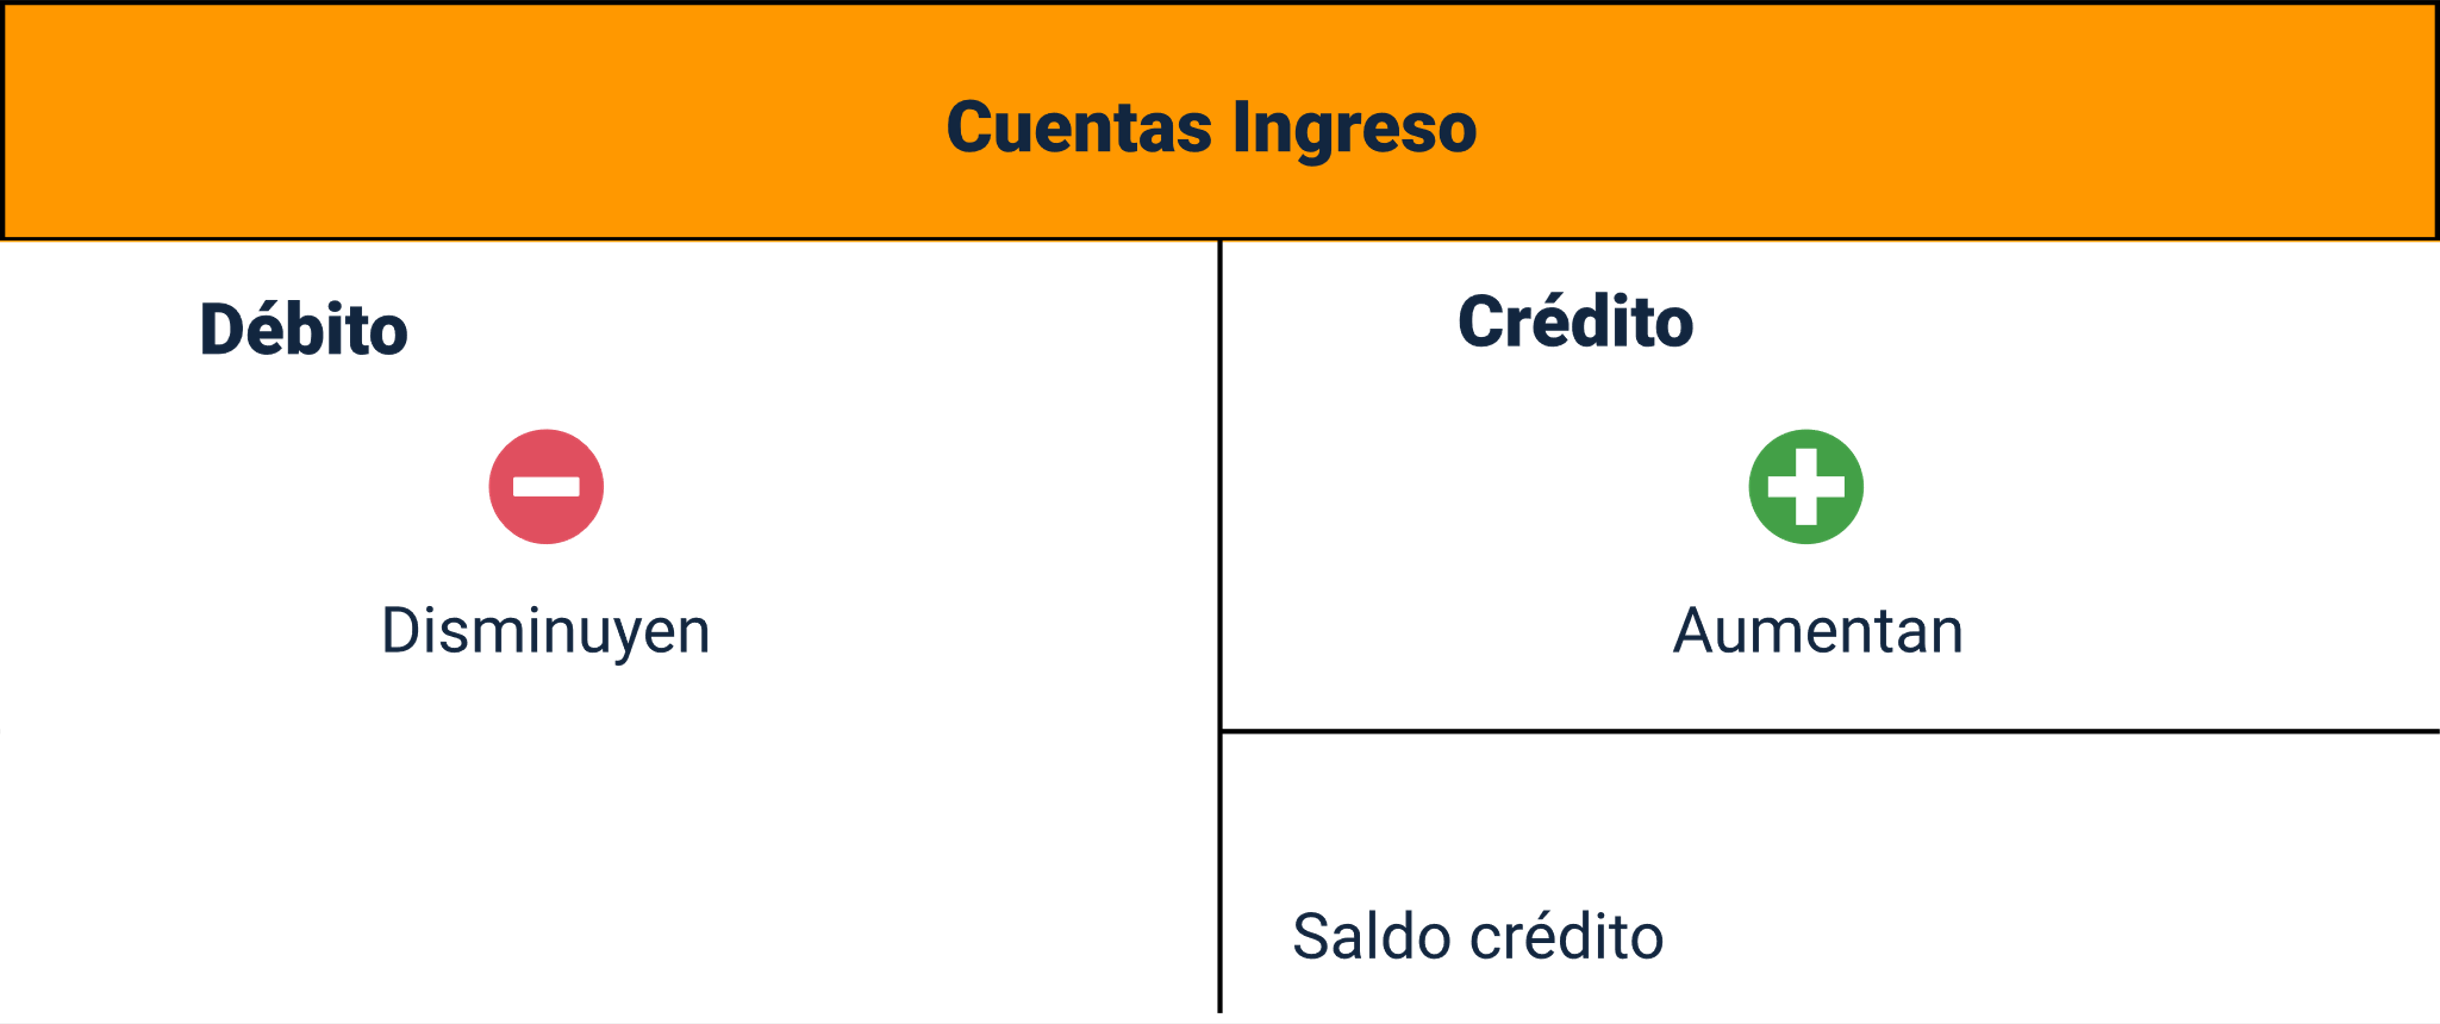 Cuentas Ingreso
Débito
Crédito
Disminuyen
Aumentan
Saldo crédito